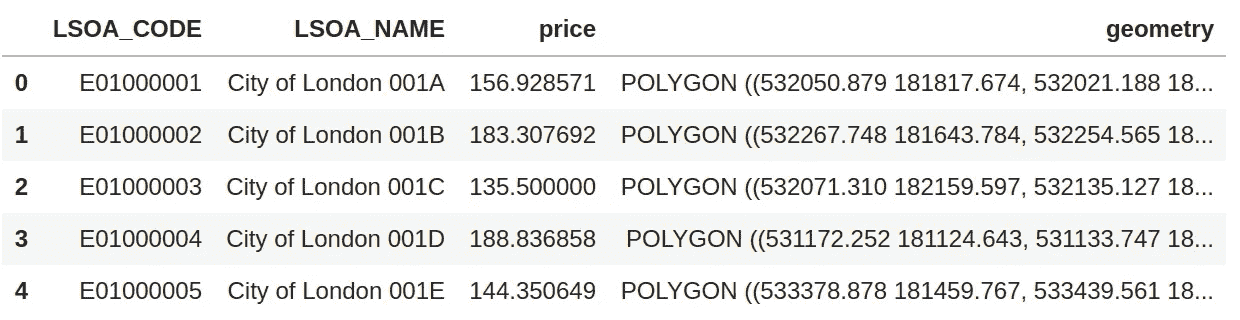 LSOA_CODE LSOA_NAME price geometry
0 E01000001 City of London 001A 156.928571 POLYGON ((532050.879 181817.674, 532021.188 18...
1 E01000002 City of London 001B 183.307692 POLYGON ((532267.748 181643.784, 532254.565 18...
2 E01000003 City of London 001C 135.500000 POLYGON ((532071.310 182159.597, 532135.127 18...
3 E01000004 City of London 001D 188.836858 POLYGON ((531172.252 181124.643, 531133.747 18...
4 E01000005 City of London 001E 144.350649 POLYGON ((533378.878 181459.767, 533439.561 18...